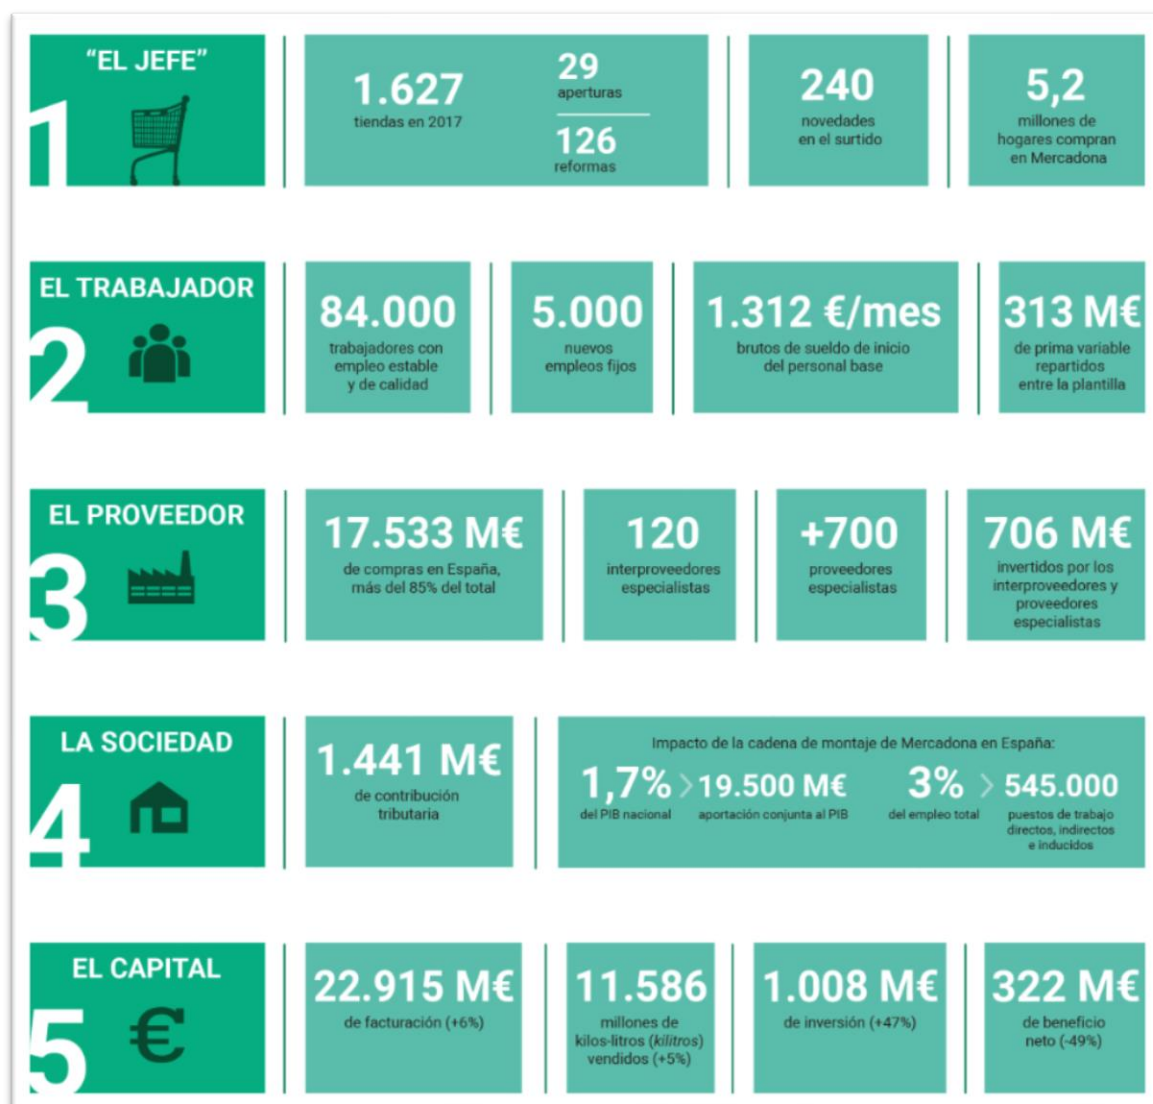 "EL JEFE"
1
1.627
tiendas en 2017
29
aperturas
126
reformas
240
novedades
en el surtido
5,2
millones de
hogares compran
en Mercadona
EL TRABAJADOR
2
84.000
trabajadores con
empleo estable
y de calidad
5.000
nuevos
empleos fijos
1.312 €/mes
brutos de sueldo de inicio
del personal base
313 M€
de prima variable
repartidos
entre la plantilla
EL PROVEEDOR
3
17.533 M€
de compras en España,
más del 85% del total
120
interproveedores
especialistas
+700
proveedores
especialistas
706 M€
invertidos por los
interproveedores y
proveedores
especialistas
LA SOCIEDAD
4
1.441 M€
de contribución
tributaria
Impacto de la cadena de montaje de Mercadona en España:
1,7%
del PIB nacional
> 19.500 M€
aportación conjunta al PIB
3%
del empleo total
> 545.000
puestos de trabajo
directos, indirectos
e inducidos
EL CAPITAL
5
€
22.915 M€
de facturación (+6%)
11.586
millones de
kilos-litros (kilitros)
vendidos (+5%)
1.008 M€
de inversión (+47%)
322 M€
de beneficio
neto (-49%)